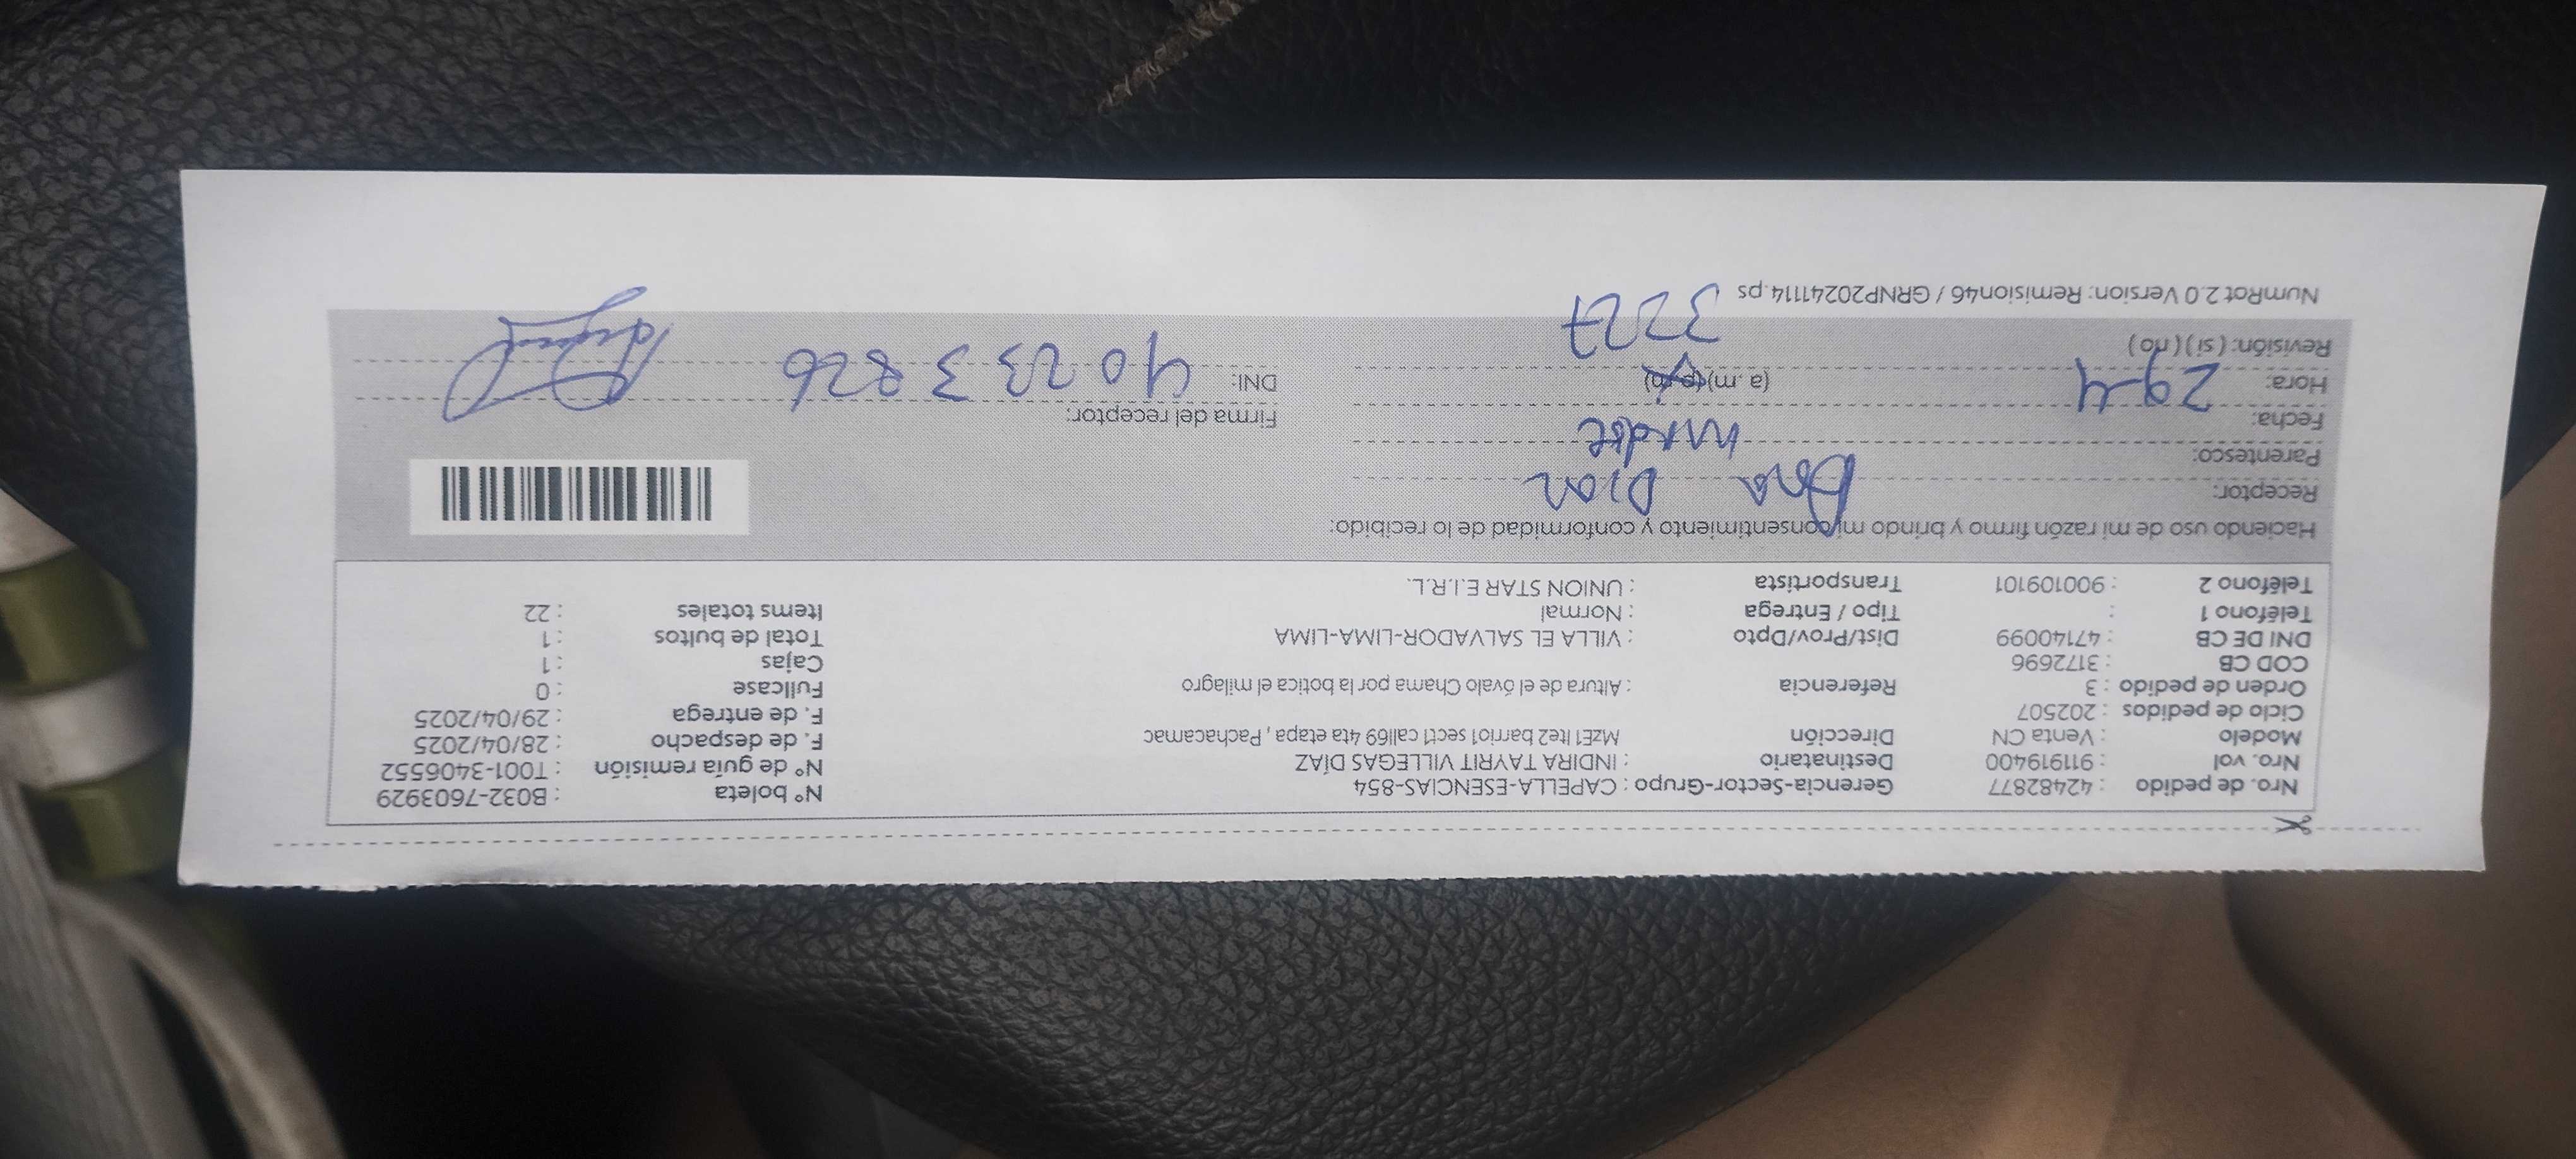 Nro. de pedido : 42482877 Gerencia-Sector-Grupo : CAPELLA-ESENCIAS-854 N° boleta : B032-7603929
Nro. vol : 911919400 Destinatario : INDIRA TAYRIT VILLEGAS DÍAZ N° de guía remisión : T001-3406552
Modelo : Venta CN Dirección MzE1 lte2 barrio1 sect1 call69 4ta etapa , Pachacamac F. de despacho : 28/04/2025
Ciclo de pedidos : 202507 F. de entrega : 29/04/2025
Orden de pedido : 3 Referencia : Altura de el óvalo Chama por la botica el milagro Fullcase : 0
COD CB : 3172696 Cajas : 1
DNI DE CB : 47140099 Dist/Prov/Dpto : VILLA EL SALVADOR-LIMA-LIMA Total de bultos : 1
Teléfono 1 : Tipo / Entrega : Normal Items totales : 22
Teléfono 2 : 900109101 Transportista : UNION STAR E.I.R.L.
Haciendo uso de mi razón firmo y brindo mi consentimiento y conformidad de lo recibido:
Receptor: Ana Diaz
Parentesco: madre
Fecha: 29-4 Firma del receptor:
Hora: (a. m) (p. m) DNI: 40233826
Revisión: ( si ) ( no ) 3227
NumRot 2.0 Version: Remision46 / GRNP20241114.ps